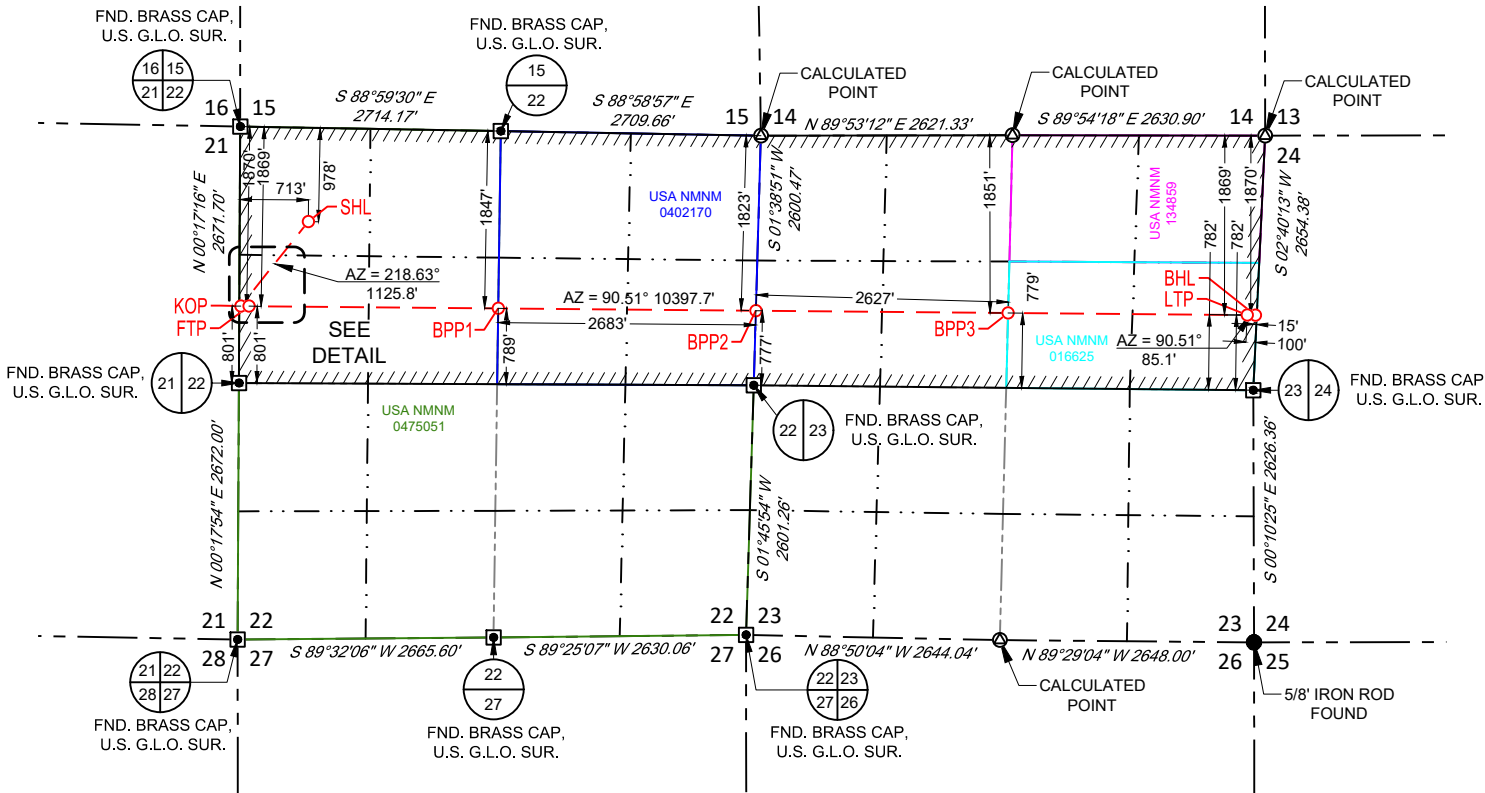 FND. BRASS CAP,
U.S. G.L.O. SUR.
16 15
21 22
16 15
21
S 88°59'30" E
2714.17'
FND. BRASS CAP,
U.S. G.L.O. SUR.
15
22
S 88°58'57" E
2709.66'
15 14
CALCULATED
POINT
N 89°53'12" E 2621.33'
CALCULATED
POINT
S 89°54'18" E 2630.90'
14 13
24
CALCULATED
POINT
N 00°17'16" E
2671.70'
1870'
1869'
713'
978'
SHL
1847'
USA NMNM
0402170
1823'
S 01°38'51" W
2600.47'
1851'
USA NMNM
134859
1869'
1870'
782'
782'
S 02°40'13" W
2654.38'
AZ = 218.63°
1125.8'
KOP
FTP
801'
801'
SEE
DETAIL
AZ = 90.51° 10397.7'
BPP1
2683'
789'
BPP2
777'
2627'
BPP3
779'
USA NMNM
016625
BHL
LTP
AZ = 90.51°
85.1'
15'
100'
FND. BRASS CAP,
U.S. G.L.O. SUR.
21 22
USA NMNM
0475051
22 23
FND. BRASS CAP,
U.S. G.L.O. SUR.
23 24
FND. BRASS CAP
U.S. G.L.O. SUR.
N 00°17'54" E 2672.00'
S 01°45'54" W
2601.26'
S 00°10'25" E 2626.36'
21 22
28 27
S 89°32'06" W 2665.60'
S 89°25'07" W 2630.06'
22 23
27 26
N 88°50'04" W 2644.04'
N 89°29'04" W 2648.00'
23 24
26 25
21 22
28 27
FND. BRASS CAP,
U.S. G.L.O. SUR.
22
27
FND. BRASS CAP,
U.S. G.L.O. SUR.
22 23
27 26
FND. BRASS CAP,
U.S. G.L.O. SUR.
CALCULATED
POINT
5/8' IRON ROD
FOUND